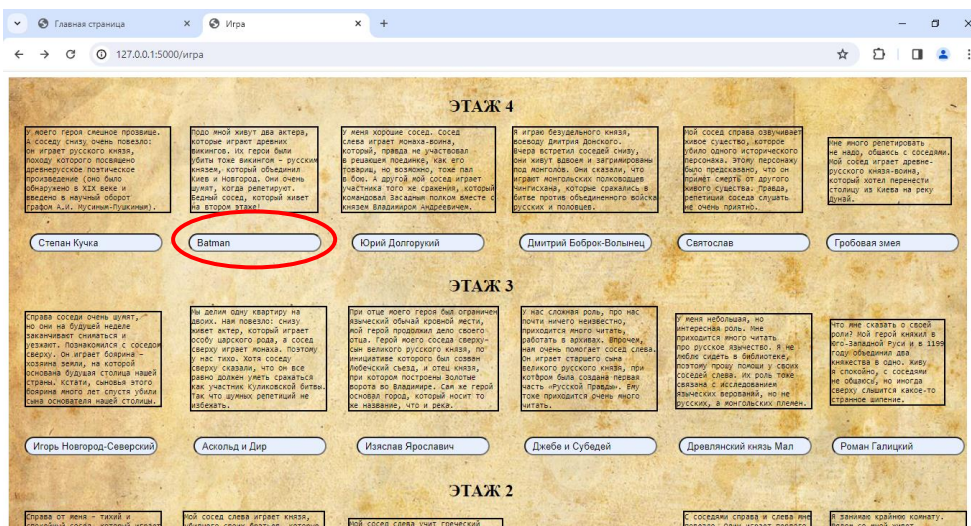 Главная страница
Игра
127.0.0.1:5000/игра
ЭТАЖ 4
У моего героя смешное прозвище.
А соседу снизу очень повезло:
он играет русского князя,
походу которого посвящено
древнерусское поэтическое
произведение (оно было
обнаружено в XIX веке и
введено в научный оборот
графом А.И. Мусиным-Пушкиным).
Подо мной живут два актера,
которые играют древних
викингов. Их герои были
убиты тоже викингом – русским
князем, который объединил
Киев и Новгород. Они очень
шумят, когда репетируют.
Бедный сосед, который живет
на втором этаже!
У меня хорошие сосед. Сосед
слева играет монаха-воина,
который, правда не участвовал
в решающем поединке, как его
товарищ, но возможно, тоже пал
в бою. А другой мой сосед играет
участника того же сражения, который
командовал Засадным полком вместе с
князем Владимиром Андреевичем.
Я играю безудельного князя,
воеводу Дмитрия Донского.
Вчера встретил соседей снизу,
они живут вдвоем и загримированы
под монголов. Они сказали, что
играют монгольских полководцев
Чингисхана, которые сражались в
битве против объединенного войска
русских и половцев.
Мой сосед справа озвучивает
живое существо, которое
убило одного исторического
персонажа. Этому персонажу
было предсказано, что он
примет смерть от другого
живого существа. Правда,
репетиции соседа слушать
не очень приятно.
Мне много репетировать
не надо, общаюсь с соседями.
Мой сосед играет древне-
русского князя-воина,
который хотел перенести
столицу из Киева на реку
Дунай.
Степан Кучка
Batman
Юрий Долгорукий
Дмитрий Боброк-Волынец
Святослав
Гробовая змея
ЭТАЖ 3
Справа соседи очень шумят,
но они на будущей неделе
заканчивают сниматься и
уезжают. Познакомился с соседом
сверху. Он играет боярина –
хозяина земли, на которой
основана будущая столица нашей
страны. Кстати, сыновья этого
боярина много лет спустя убили
сына основателя нашей столицы.
Мы делим одну квартиру на
двоих. Нам повезло: снизу
живет актер, который играет
особу царского рода, а сосед
сверху играет монаха. Поэтому
у нас тихо. Хотя соседу
сверху сказали, что он все
равно должен уметь сражаться
как участник Куликовской битвы.
Так что шумных репетиций не
избежать.
При отце моего героя был ограничен
языческий обычай кровной мести,
мой герой продолжил дело своего
отца. Герой моего соседа сверху-
сын великого русского князя, по
инициативе которого был созван
Любечский съезд, и отец князя,
при котором построены Золотые
ворота во Владимире. Сам же герой
основал город, который носит то
же название, что и река.
У нас сложная роль, про нас
почти ничего неизвестно,
приходится много читать,
работать в архивах. Впрочем,
нам очень помогает сосед слева.
Он играет старшего сына
великого русского князя, при
котором была создана первая
часть «Русской Правды». Ему
тоже приходится очень много
читать.
У меня небольшая, но
интересная роль. Мне
приходится много читать
про русское язычество. Я не
люблю сидеть в библиотеке,
поэтому прошу помощи у своих
соседей слева. Их роль тоже
связана с исследованием
языческих верований, но не
русских, а монгольских племен.
Что мне сказать о своей
роли? Мой герой княжил в
Юго-Западной Руси и в 1199
году объединил два
княжества в одно. Живу
я спокойно, с соседями
не общаюсь, но иногда
сверху слышится какое-то
странное шипение.
Игорь Новгород-Северский
Аскольд и Дир
Изяслав Ярославич
Джебе и Субедей
Древлянский князь Мал
Роман Галицкий
ЭТАЖ 2
Справа от меня – тихий и
Мой сосед слева играет князя,
Мой сосед слева учит греческий
С соседями справа и слева мне
Я занимаю крайнюю комнату.